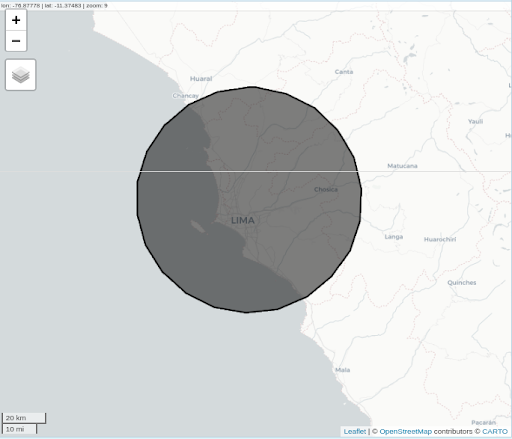 lon: -76.87778 | lat: -11.37483 | zoom: 9
+
−
Huaral
Canta
Chancay
Yauli
Matucana
Chosica
LIMA
Langa
Huarochirí
Quinches
Mala
20 km
10 mi
Pacarán
Leaflet | © OpenStreetMap contributors © CARTO